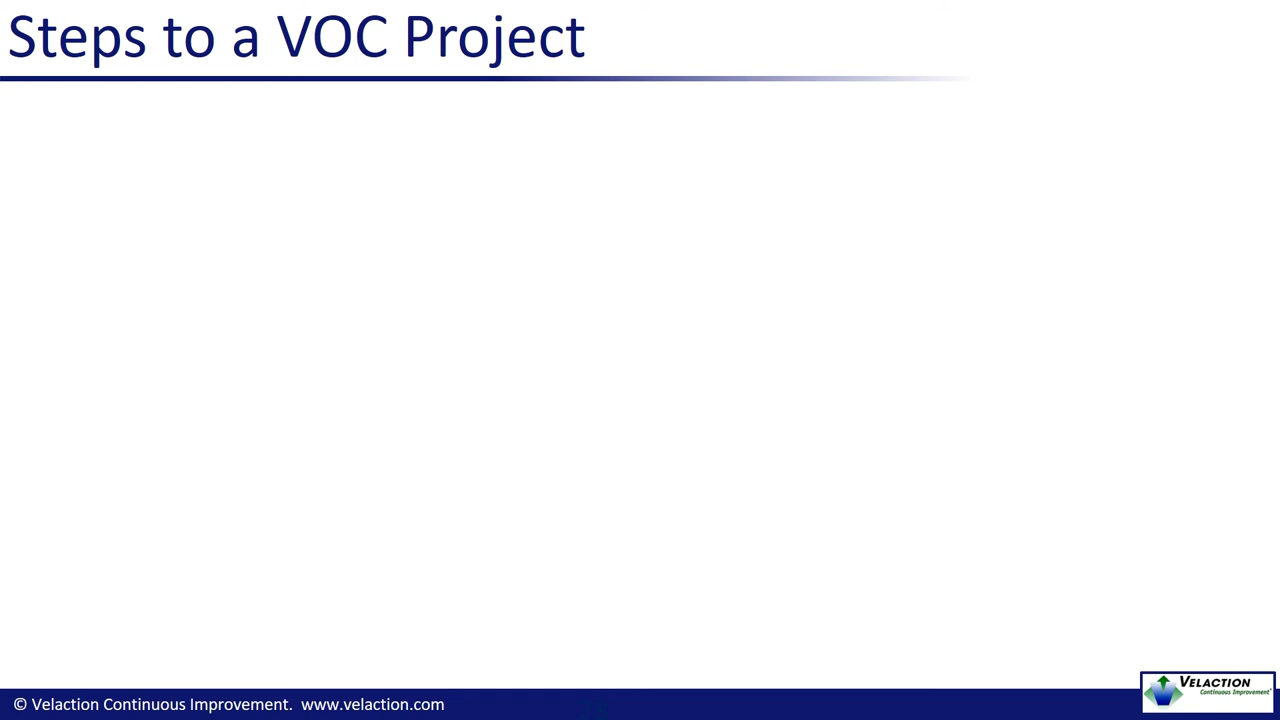 Steps to a VOC Project
© Velaction Continuous Improvement.  www.velaction.com
VELACTION
Continuous Improvement